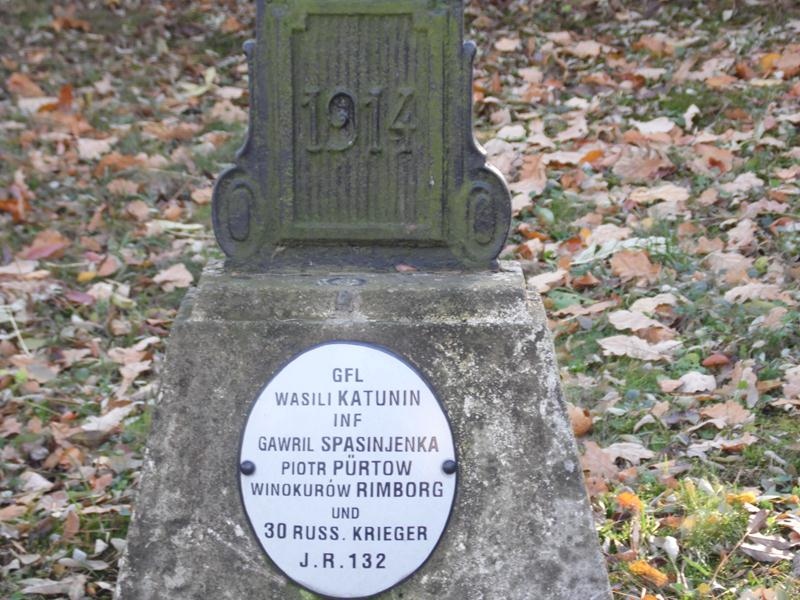 1914
GFL
WASILI KATUNIN
INF
GAWRIL SPASINJENKA
PIOTR PÜRTOW
WINOKURÓW RIMBORG
UND
30 RUSS. KRIEGER
J.R. 132